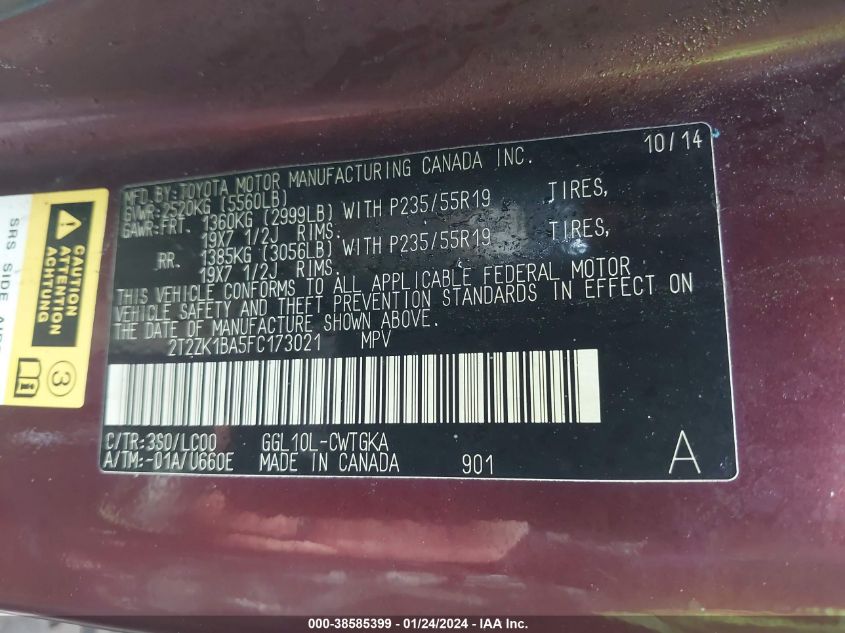 10/14
MFD. BY: TOYOTA MOTOR MANUFACTURING CANADA INC.
GVWR: 2520KG (5560LB)
GAWR: FRT. 1360KG (2999LB) WITH P235/55R19 TIRES,
19X7 1/2J RIMS.
RR. 1385KG (3056LB) WITH P235/55R19 TIRES,
19X7 1/2J RIMS.
THIS VEHICLE CONFORMS TO ALL APPLICABLE FEDERAL MOTOR
VEHICLE SAFETY AND THEFT PREVENTION STANDARDS IN EFFECT ON
THE DATE OF MANUFACTURE SHOWN ABOVE.
2T2ZK1BA5FC173021 MPV
C/TR: 3S0/LC00 GGL10L-CWTGKA
A/TM: -01A/U660E MADE IN CANADA 901 A
CAUTION
ATTENTION
ACHTUNG
3
SRS SIDE
000-38585399 - 01/24/2024 - IAA Inc.